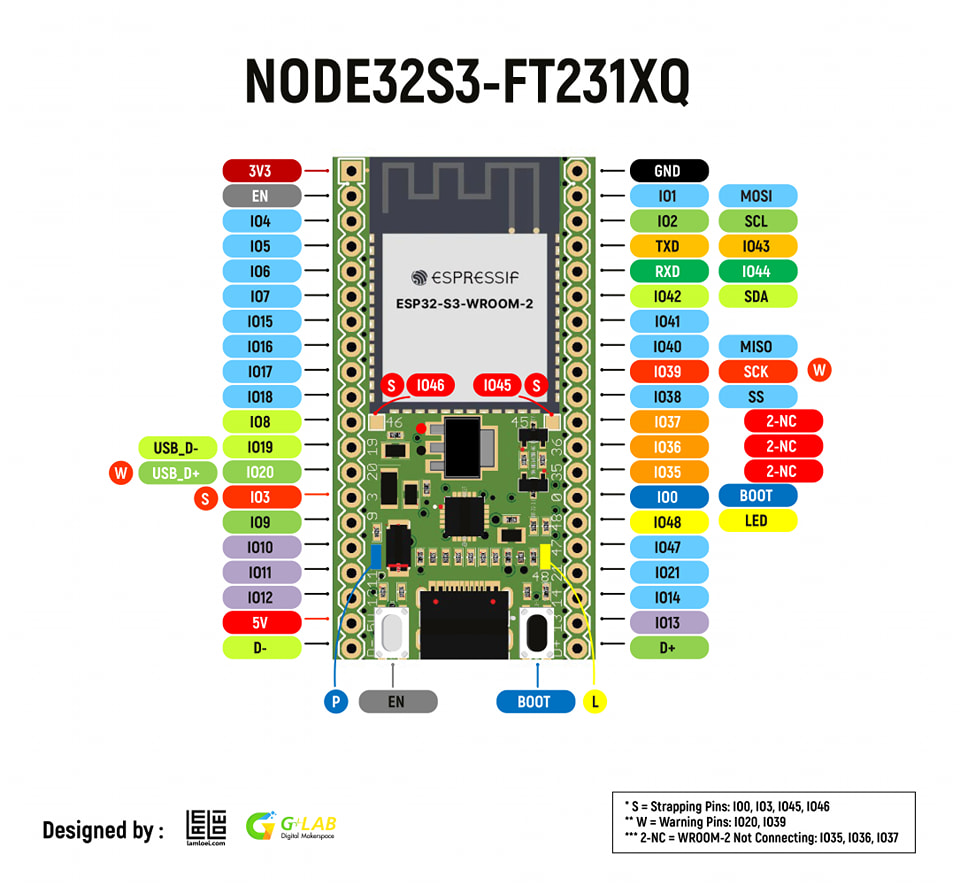 NODE32S3-FT231XQ
3V3 GND
EN IO1 MOSI
IO4 IO2 SCL
IO5 TXD IO43
IO6 RXD IO44
IO7 IO42 SDA
IO15 IO41
IO16 IO40 MISO
IO17 IO39 SCK W
IO18 IO38 SS
IO8 IO37 2-NC
USB_D- IO19 IO36 2-NC
W USB_D+ IO20 IO35 2-NC
S IO3 IO0 BOOT
IO9 IO48 LED
IO10 IO47
IO11 IO21
IO12 IO14
5V IO13
D- D+
ESPRESSIF
ESP32-S3-WROOM-2
S IO46 IO45 S
46 45
19 36
20 35
3 0
9 48
47
11 48 21
12 14
5V 13
D- D+
P EN BOOT L
Designed by :
lamloei.com
G+LAB
Digital Makerspace
* S = Strapping Pins: IO0, IO3, IO45, IO46
** W = Warning Pins: IO20, IO39
*** 2-NC = WROOM-2 Not Connecting: IO35, IO36, IO37